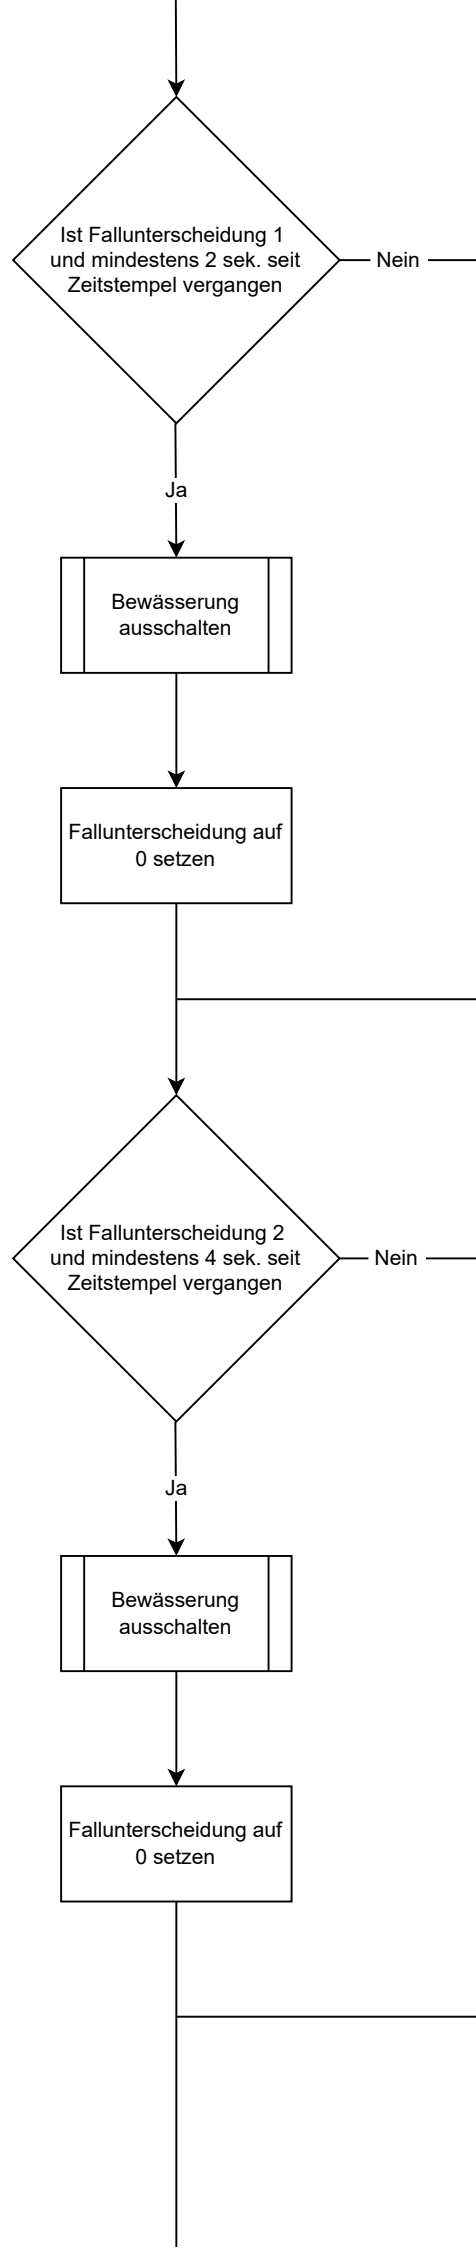 Ist Fallunterscheidung 1
und mindestens 2 sek. seit
Zeitstempel vergangen
Nein
Ja
Bewässerung
ausschalten
Fallunterscheidung auf
0 setzen
Ist Fallunterscheidung 2
und mindestens 4 sek. seit
Zeitstempel vergangen
Nein
Ja
Bewässerung
ausschalten
Fallunterscheidung auf
0 setzen